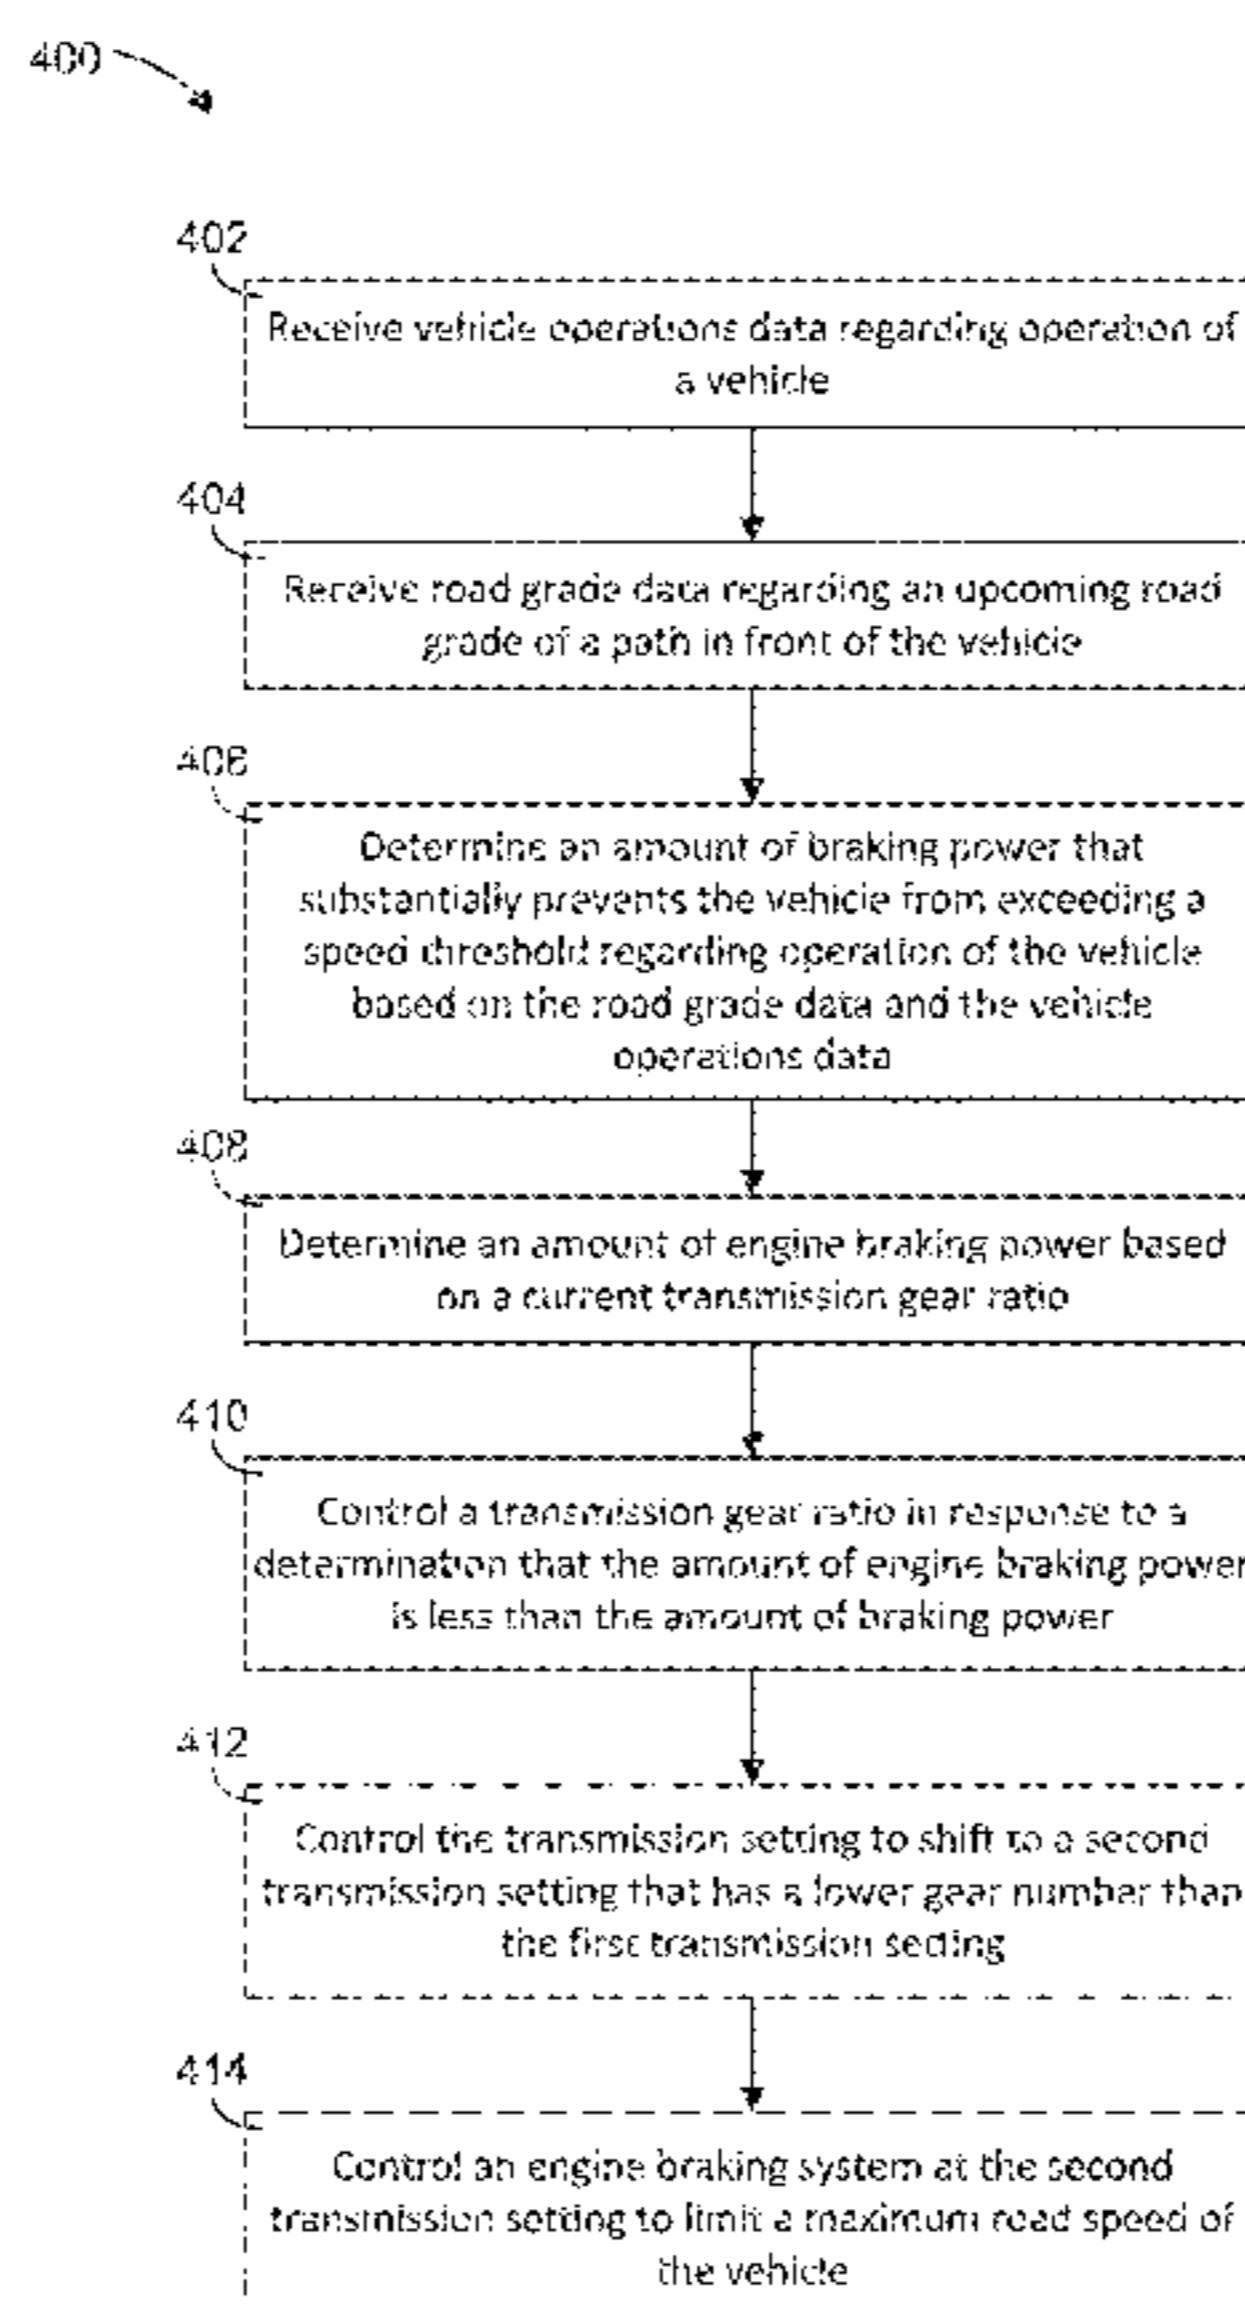 400
402
Receive vehicle operations data regarding operation of
a vehicle
404
Receive road grade data regarding an upcoming road
grade of a path in front of the vehicle
406
Determine an amount of braking power that
substantially prevents the vehicle from exceeding a
speed threshold regarding operation of the vehicle
based on the road grade data and the vehicle
operations data
408
Determine an amount of engine braking power based
on a current transmission gear ratio
410
Control a transmission gear ratio in response to a
determination that the amount of engine braking power
is less than the amount of braking power
412
Control the transmission setting to shift to a second
transmission setting that has a lower gear number than
the first transmission setting
414
Control an engine braking system at the second
transmission setting to limit a maximum road speed of
the vehicle